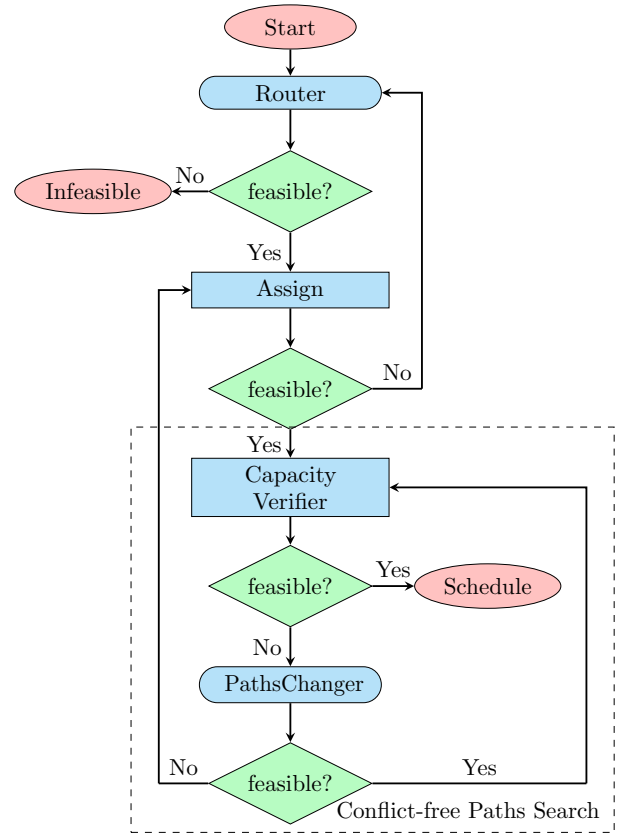 Start
Router
No
Infeasible
feasible?
Yes
Assign
feasible?
No
Yes
Capacity
Verifier
Yes
feasible?
Schedule
No
PathsChanger
No
feasible?
Yes
Conflict-free Paths Search